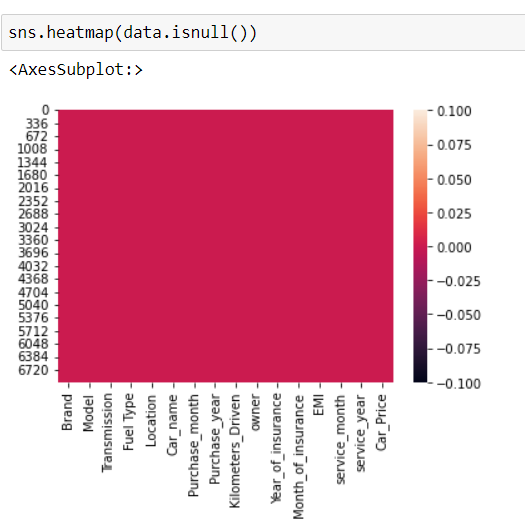 sns.heatmap(data.isnull())
<AxesSubplot:>
0
336
672
1008
1344
1680
2016
2352
2688
3024
3360
3696
4032
4368
4704
5040
5376
5712
6048
6384
6720
0.100
0.075
0.050
0.025
0.000
−0.025
−0.050
−0.075
−0.100
Brand
Model
Transmission
Fuel Type
Location
Car_name
Purchase_month
Purchase_year
Kilometers_Driven
owner
Year_of_insurance
Month_of_insurance
EMI
service_month
service_year
Car_Price